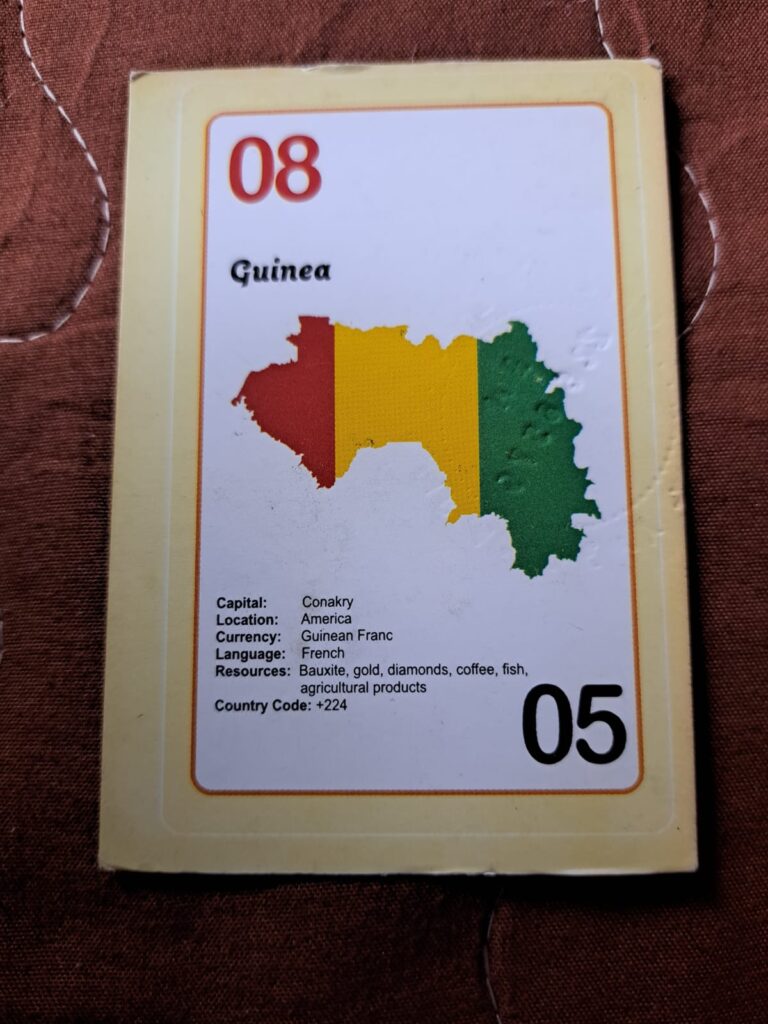 08
Guinea
Capital: Conakry
Location: America
Currency: Guinean Franc
Language: French
Resources: Bauxite, gold, diamonds, coffee, fish,
agricultural products
Country Code: +224
05